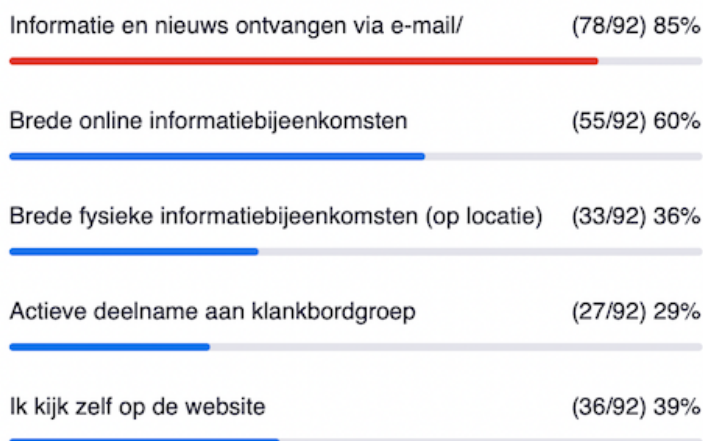 Informatie en nieuws ontvangen via e-mail/ (78/92) 85%
Brede online informatiebijeenkomsten (55/92) 60%
Brede fysieke informatiebijeenkomsten (op locatie) (33/92) 36%
Actieve deelname aan klankbordgroep (27/92) 29%
Ik kijk zelf op de website (36/92) 39%